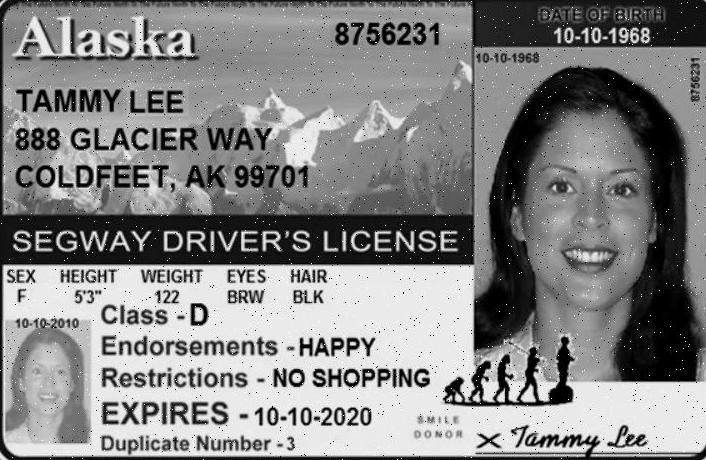 Alaska
8756231
DATE OF BIRTH
10-10-1968
10-10-1968
8756231
TAMMY LEE
888 GLACIER WAY
COLDFEET, AK 99701
SEGWAY DRIVER'S LICENSE
SEX HEIGHT WEIGHT EYES HAIR
F 5'3" 122 BRW BLK
10-10-2010
Class - D
Endorsements - HAPPY
Restrictions - NO SHOPPING
EXPIRES - 10-10-2020
Duplicate Number - 3
SMILE
DONOR
X Tammy Lee